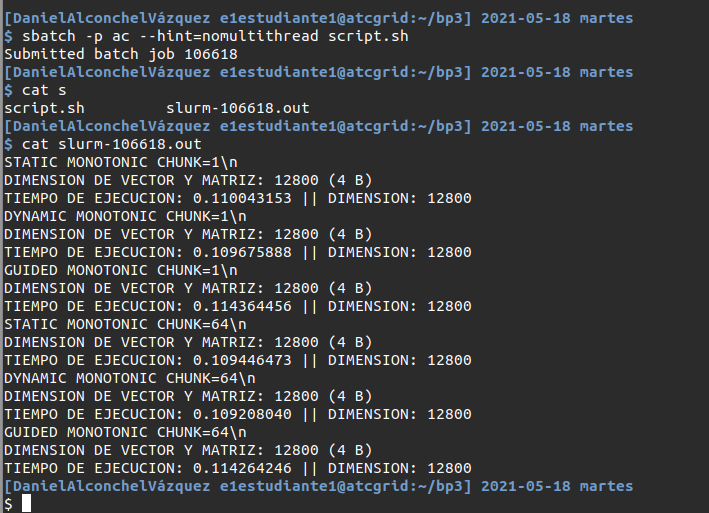 [DanielAlconchelVázquez e1estudiante1@atcgrid:~/bp3] 2021-05-18 martes
$ sbatch -p ac --hint=nomultithread script.sh
Submitted batch job 106618
[DanielAlconchelVázquez e1estudiante1@atcgrid:~/bp3] 2021-05-18 martes
$ cat s
script.sh         slurm-106618.out
[DanielAlconchelVázquez e1estudiante1@atcgrid:~/bp3] 2021-05-18 martes
$ cat slurm-106618.out
STATIC MONOTONIC CHUNK=1\n
DIMENSION DE VECTOR Y MATRIZ: 12800 (4 B)
TIEMPO DE EJECUCION: 0.110043153 || DIMENSION: 12800
DYNAMIC MONOTONIC CHUNK=1\n
DIMENSION DE VECTOR Y MATRIZ: 12800 (4 B)
TIEMPO DE EJECUCION: 0.109675888 || DIMENSION: 12800
GUIDED MONOTONIC CHUNK=1\n
DIMENSION DE VECTOR Y MATRIZ: 12800 (4 B)
TIEMPO DE EJECUCION: 0.114364456 || DIMENSION: 12800
STATIC MONOTONIC CHUNK=64\n
DIMENSION DE VECTOR Y MATRIZ: 12800 (4 B)
TIEMPO DE EJECUCION: 0.109446473 || DIMENSION: 12800
DYNAMIC MONOTONIC CHUNK=64\n
DIMENSION DE VECTOR Y MATRIZ: 12800 (4 B)
TIEMPO DE EJECUCION: 0.109208040 || DIMENSION: 12800
GUIDED MONOTONIC CHUNK=64\n
DIMENSION DE VECTOR Y MATRIZ: 12800 (4 B)
TIEMPO DE EJECUCION: 0.114264246 || DIMENSION: 12800
[DanielAlconchelVázquez e1estudiante1@atcgrid:~/bp3] 2021-05-18 martes
$